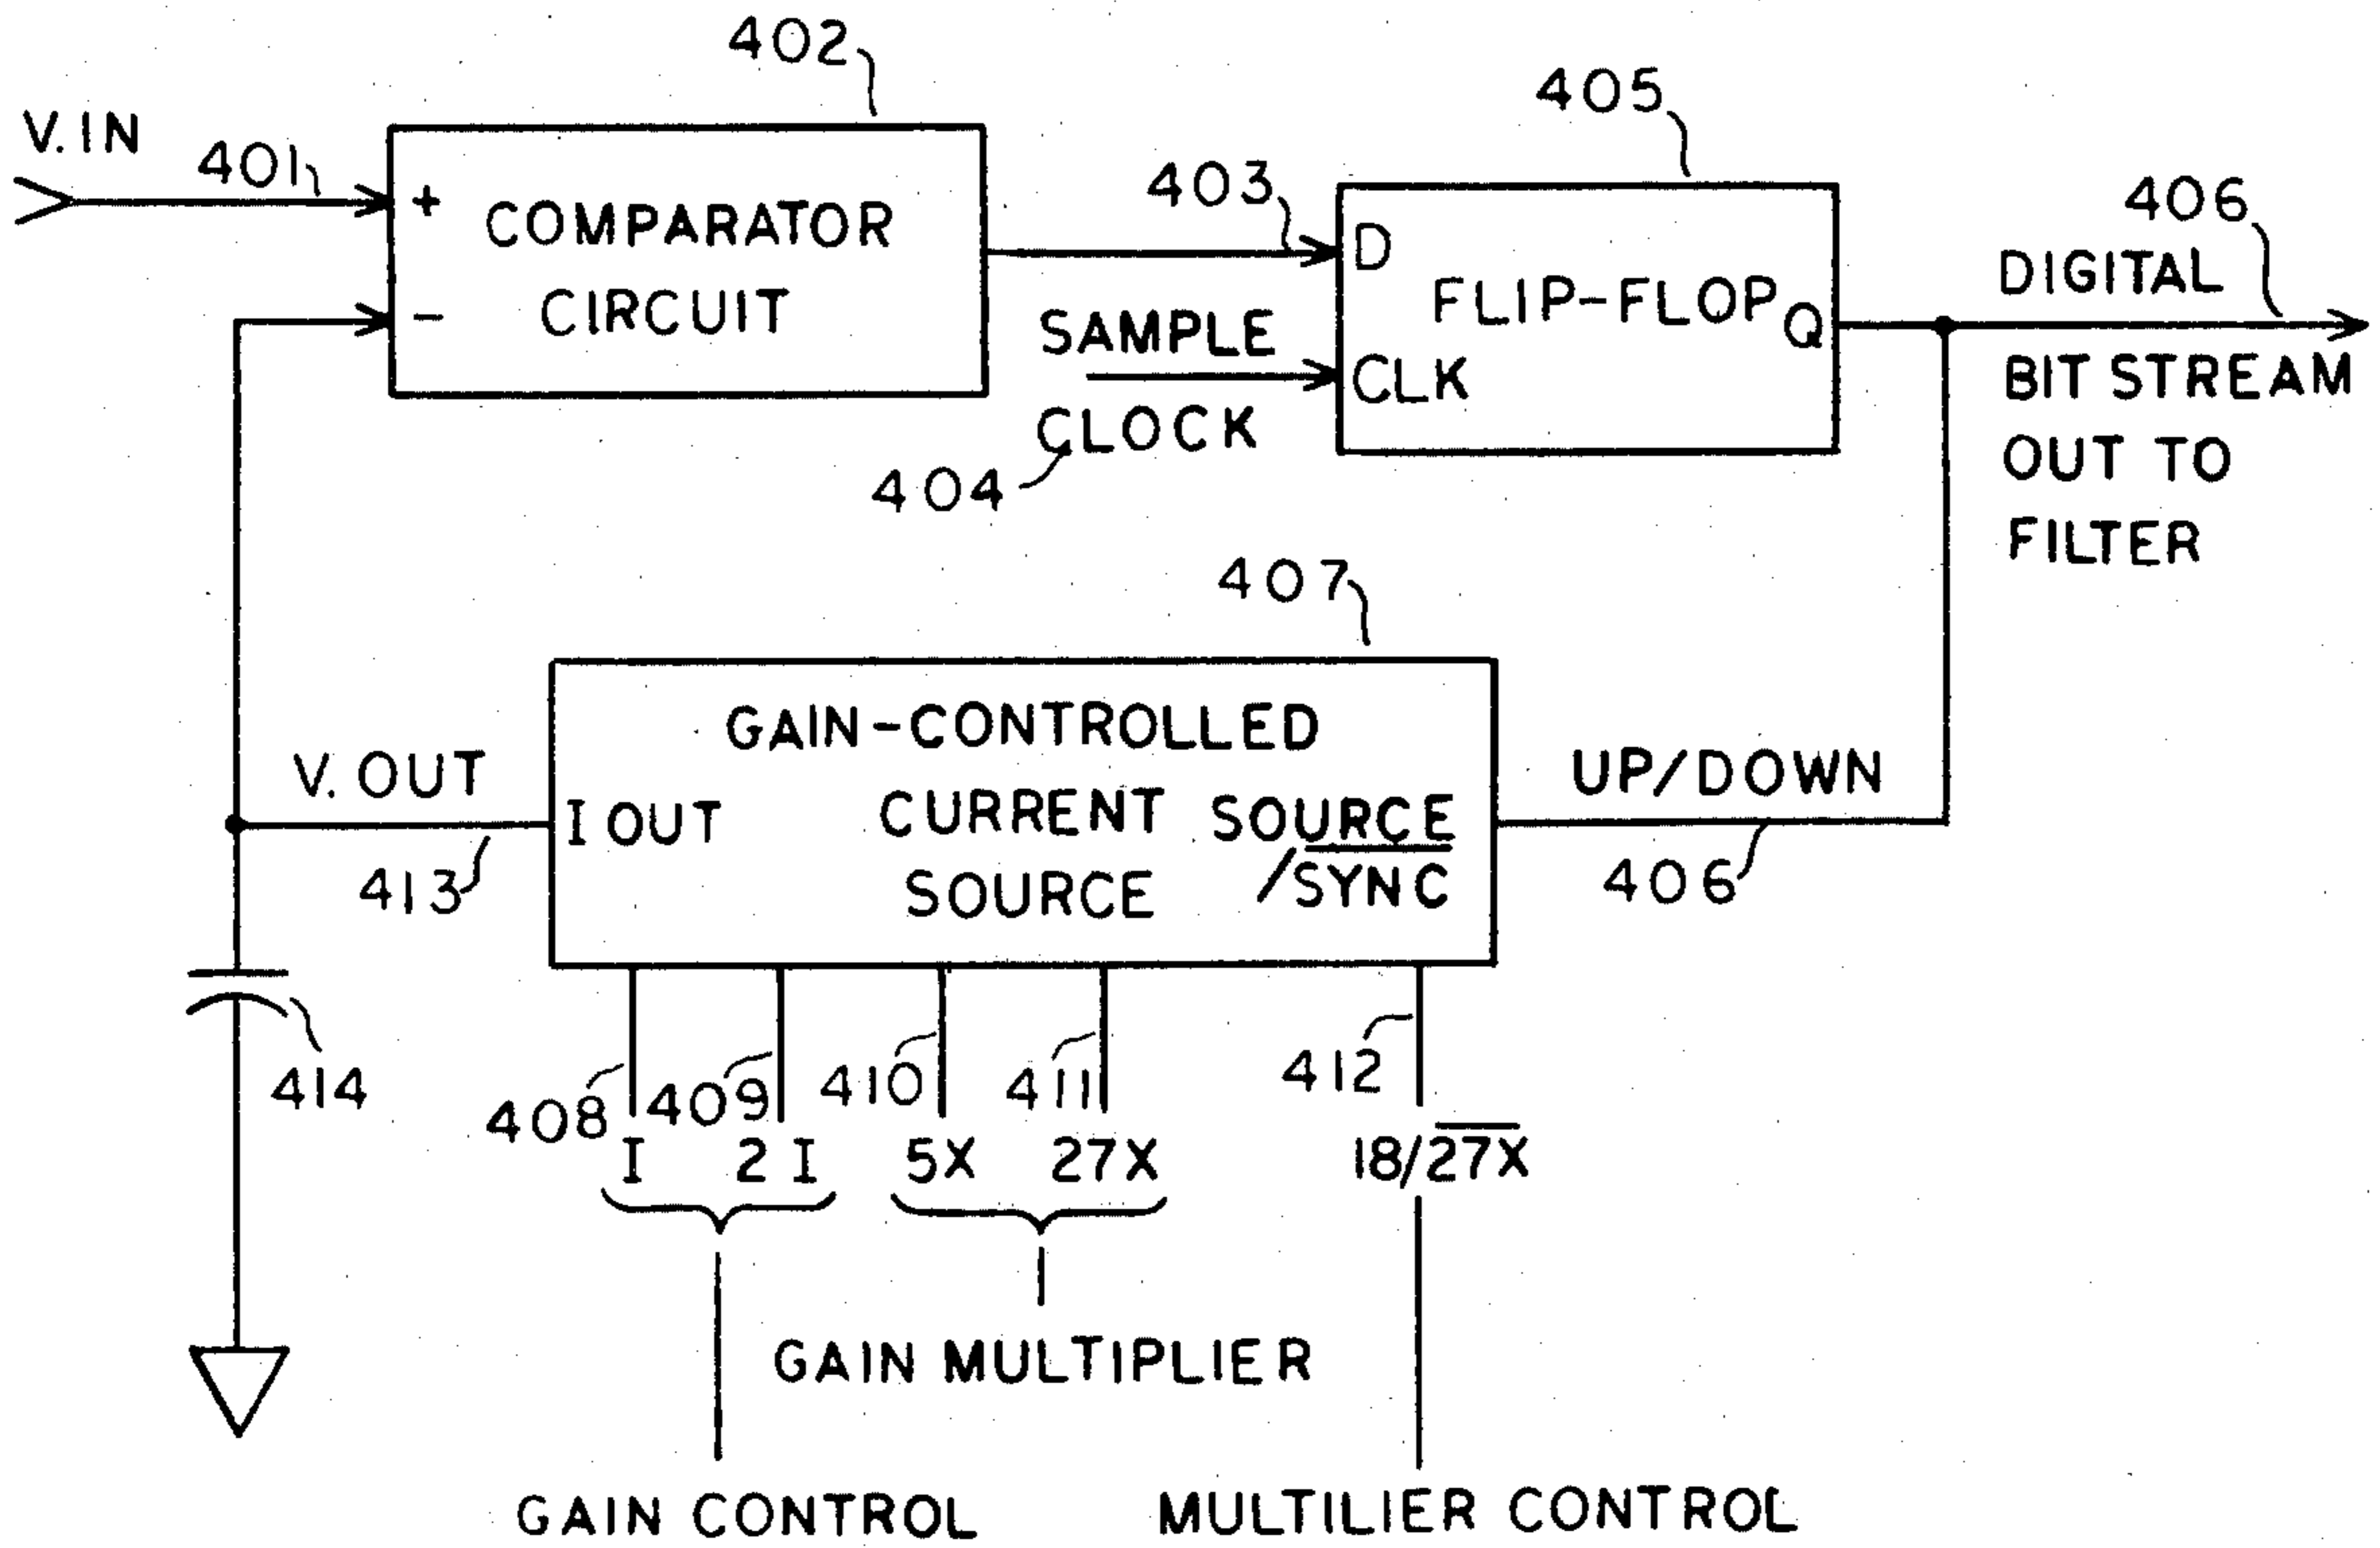 402
405
V.IN
401
403
406
+
COMPARATOR
CIRCUIT
-
D
FLIP-FLOP
Q
CLK
SAMPLE
CLOCK
404
DIGITAL
BIT STREAM
OUT TO
FILTER
407
GAIN-CONTROLLED
CURRENT
SOURCE
I OUT
SOURCE
/SYNC
UP/DOWN
406
V.OUT
413
414
408
409
410
411
412
I
2 I
5X
27X
18/27X
GAIN MULTIPLIER
GAIN CONTROL
MULTILIER CONTROL